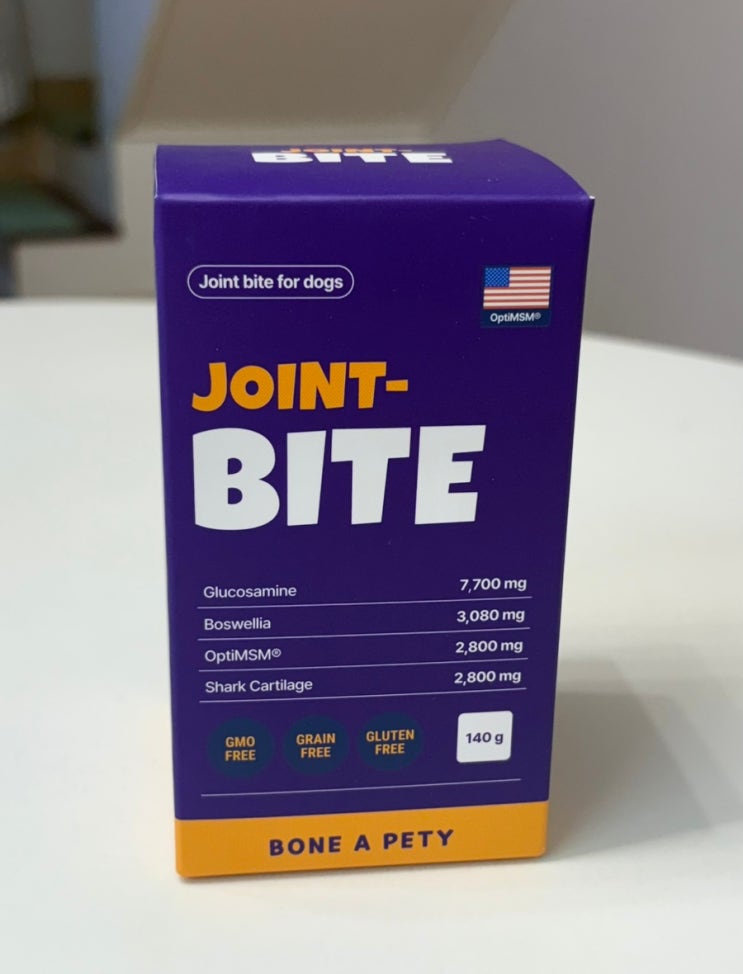 JOINT-
BITE
Joint bite for dogs
OptiMSM®
JOINT-
BITE
Glucosamine 7,700 mg
Boswellia 3,080 mg
OptiMSM® 2,800 mg
Shark Cartilage 2,800 mg
GMO
FREE
GRAIN
FREE
GLUTEN
FREE
140 g
BONE A PETY